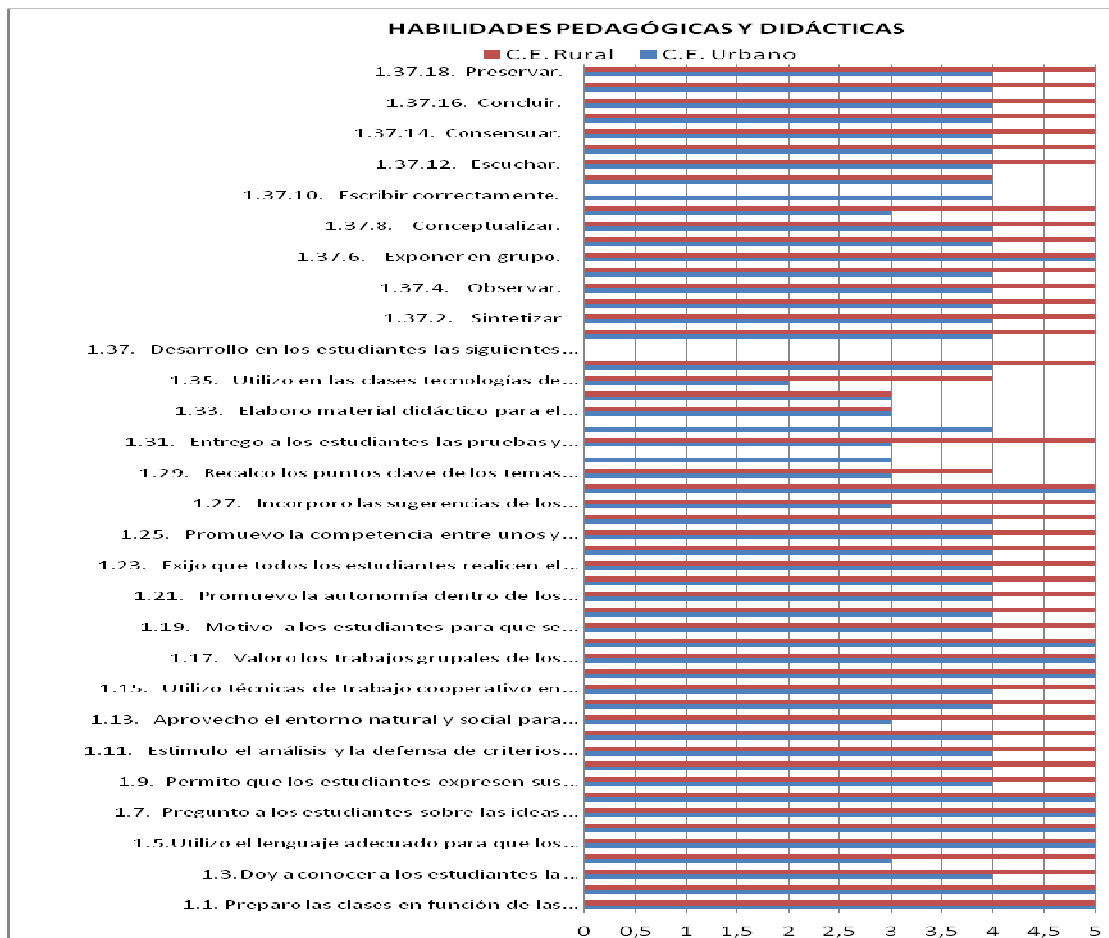 HABILIDADES PEDAGÓGICAS Y DIDÁCTICAS
C.E. Rural C.E. Urbano
1.37.18. Preservar.
1.37.16. Concluir.
1.37.14. Consensuar.
1.37.12. Escuchar.
1.37.10. Escribir correctamente.
1.37.8. Conceptualizar.
1.37.6. Exponer en grupo.
1.37.4. Observar.
1.37.2. Sintetizar
1.37. Desarrollo en los estudiantes las siguientes...
1.35. Utilizo en las clases tecnologías de...
1.33. Elaboro material didáctico para el...
1.31. Entrego a los estudiantes las pruebas y...
1.29. Recalco los puntos clave de los temas...
1.27. Incorporo las sugerencias de los...
1.25. Promuevo la competencia entre unos y...
1.23. Exijo que todos los estudiantes realicen el...
1.21. Promuevo la autonomía dentro de los...
1.19. Motivo a los estudiantes para que se...
1.17. Valoro los trabajos grupales de los...
1.15. Utilizo técnicas de trabajo cooperativo en...
1.13. Aprovecho el entorno natural y social para...
1.11. Estimulo el análisis y la defensa de criterios...
1.9. Permito que los estudiantes expresen sus...
1.7. Pregunto a los estudiantes sobre las ideas...
1.5.Utilizo el lenguaje adecuado para que los...
1.3.Doy a conocer a los estudiantes la...
1.1. Preparo las clases en función de las...
0 0,5 1 1,5 2 2,5 3 3,5 4 4,5 5